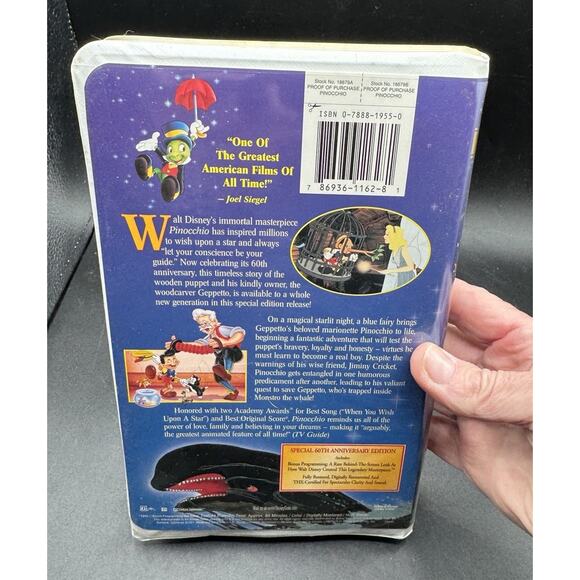 Stock No. 18679A
PROOF OF PURCHASE
PINOCCHIO
Stock No. 18679B
PROOF OF PURCHASE
PINOCCHIO
ISBN 0-7888-1955-0
7 86936-1162-8 1
"One Of
The Greatest
American Films Of
All Time!"
– Joel Siegel
Walt Disney's immortal masterpiece
Pinocchio has inspired millions
to wish upon a star and always
"let your conscience be your
guide." Now celebrating its 60th
anniversary, this timeless story of the
wooden puppet and his kindly owner, the
woodcarver Geppetto, is available to a whole
new generation in this special edition release!
On a magical starlit night, a blue fairy brings
Geppetto's beloved marionette Pinocchio to life,
beginning a fantastic adventure that will test the
puppet's bravery, loyalty and honesty – virtues he
must learn to become a real boy. Despite the
warnings of his wise friend, Jiminy Cricket,
Pinocchio gets entangled in one humorous
predicament after another, leading to his valiant
quest to save Geppetto, who's trapped inside
Monstro the whale!
Honored with two Academy Awards® for Best Song ("When You Wish
Upon A Star") and Best Original Score, Pinocchio reminds us all of the
power of love, family and believing in your dreams – making it "arguably,
the greatest animated feature of all time!" (TV Guide)
SPECIAL 60TH ANNIVERSARY EDITION
Includes:
Bonus Programming: A Rare Behind-The-Scenes Look At
How Walt Disney Created This Legendary Masterpiece.
Fully Restored, Digitally Remastered And
THX-Certified For Spectacular Clarity And Sound.